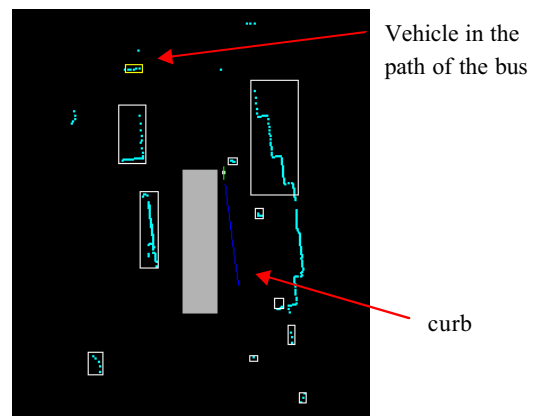 Vehicle in the
path of the bus
curb